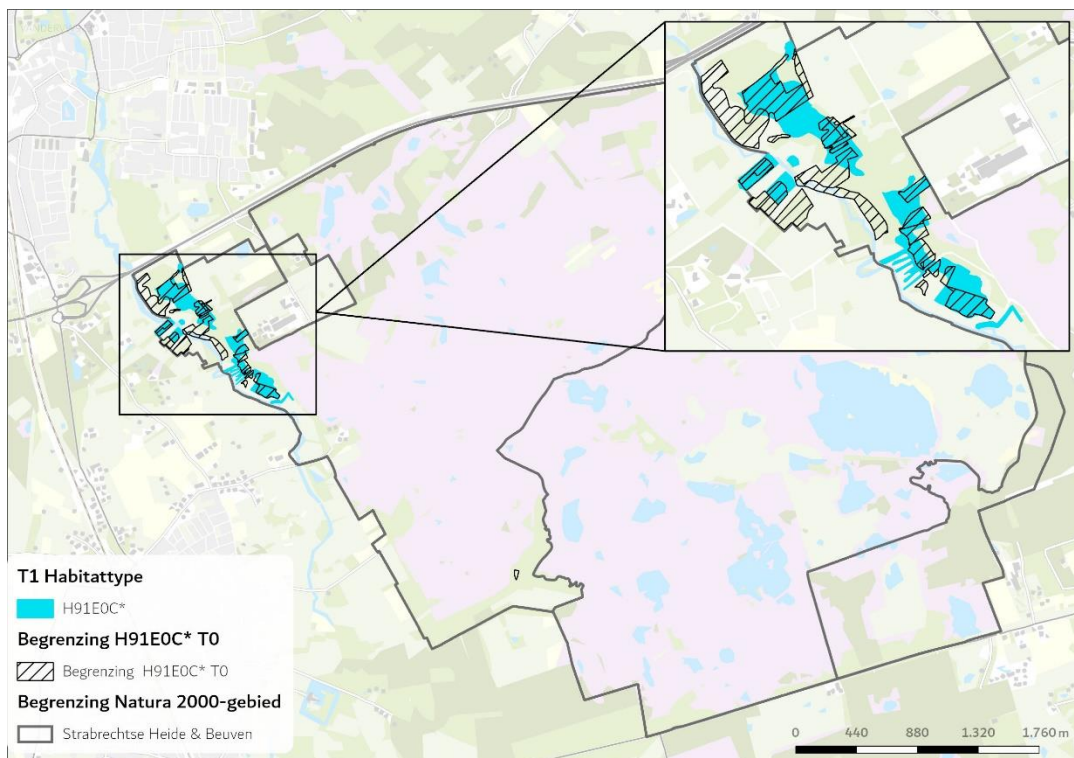 T1 Habitattype
H91E0C*
Begrenzing H91E0C* T0
Begrenzing H91E0C* T0
Begrenzing Natura 2000-gebied
Strabrechtse Heide & Beuven
0 440 880 1.320 1.760 m